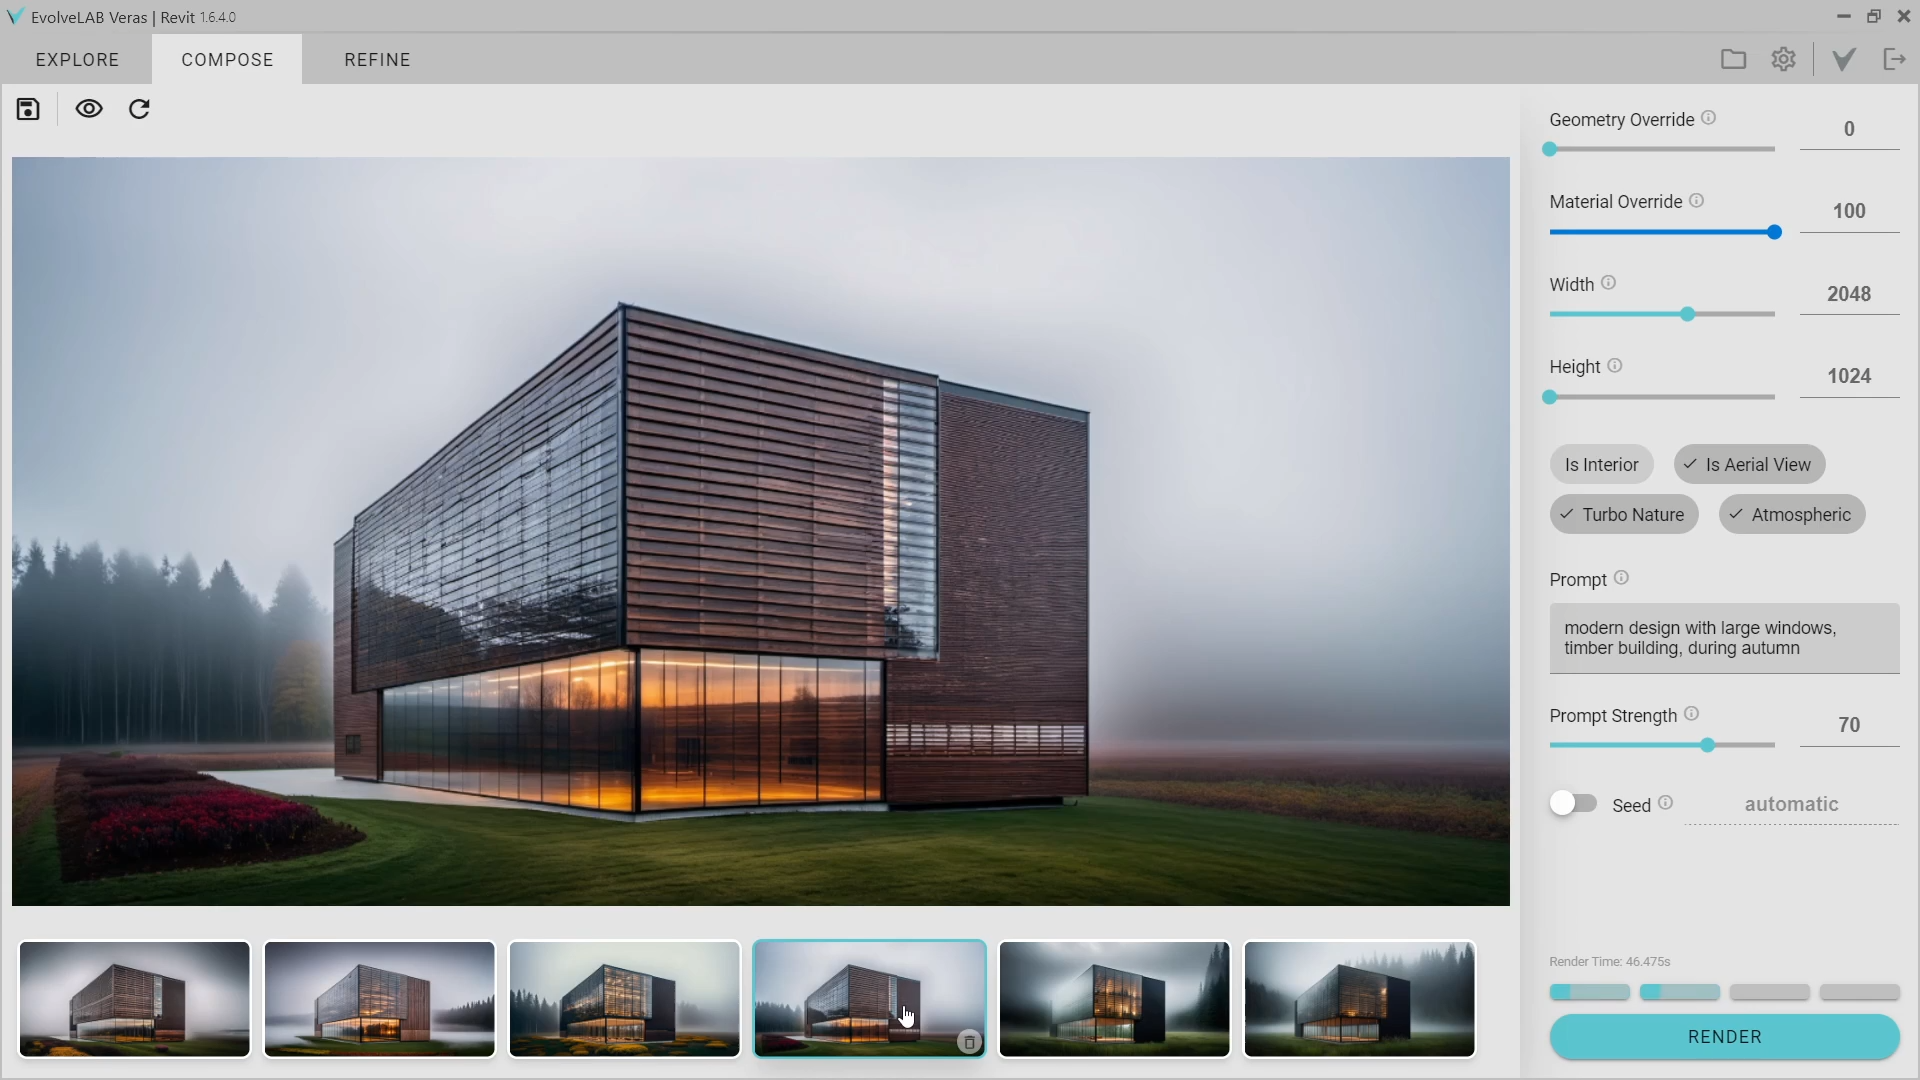 EvolveLAB Veras | Revit 1.6.4.0
EXPLORE
COMPOSE
REFINE
Geometry Override
0
Material Override
100
Width
2048
Height
1024
Is Interior
Is Aerial View
Turbo Nature
Atmospheric
Prompt
modern design with large windows,
timber building, during autumn
Prompt Strength
70
Seed
automatic
Render Time: 46.475s
RENDER